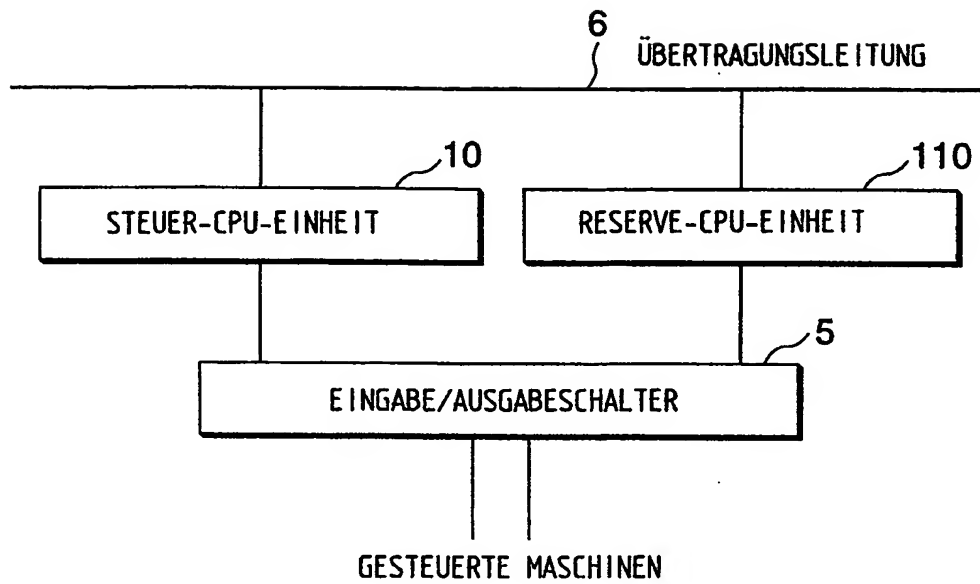 6
ÜBERTRAGUNGSLEITUNG
10
110
STEUER-CPU-EINHEIT
RESERVE-CPU-EINHEIT
5
EINGABE/AUSGABESCHALTER
GESTEUERTE MASCHINEN